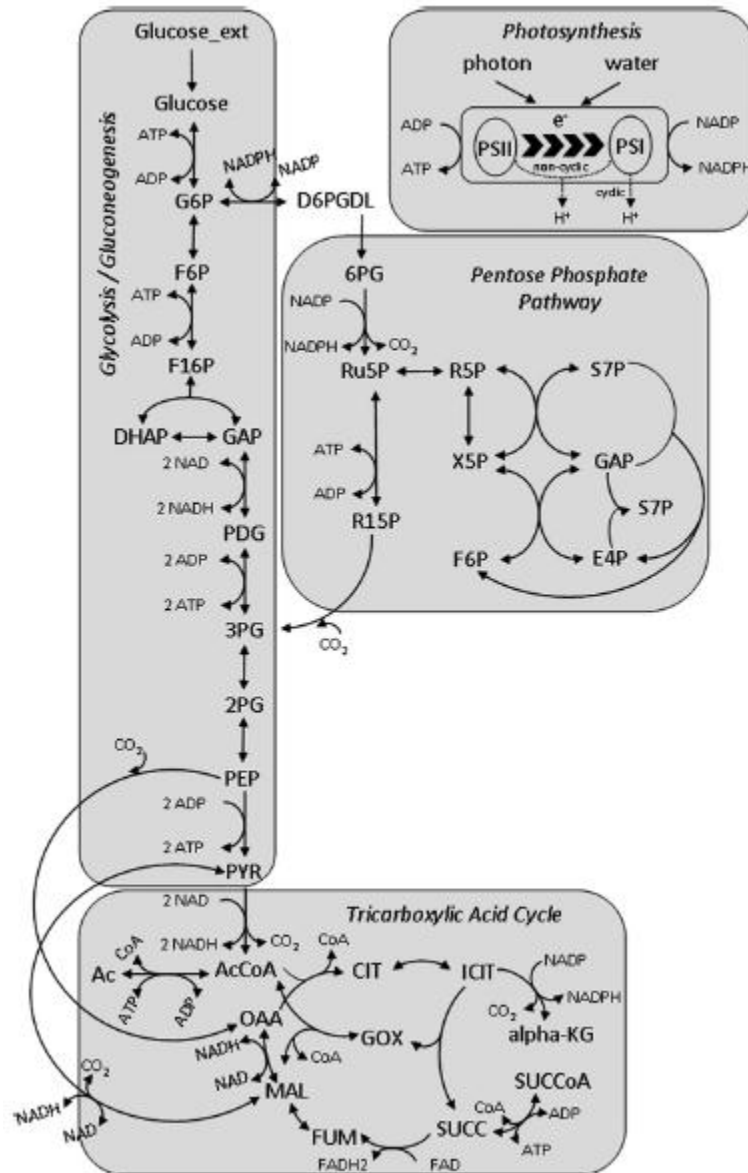 Glucose_ext
Glucose
ATP
ADP
NADPH
NADP
G6P
D6PGDL
F6P
ATP
ADP
F16P
DHAP
GAP
2 NAD
2 NADH
PDG
2 ADP
2 ATP
3PG
2PG
CO2
PEP
2 ADP
2 ATP
PYR
Glycolysis / Gluconeogenesis
Photosynthesis
photon
water
ADP
ATP
e-
PSII
PSI
non-cyclic
cyclic
NADP
NADPH
H+
H+
Pentose Phosphate
Pathway
6PG
NADP
NADPH
CO2
Ru5P
R5P
S7P
ATP
ADP
X5P
GAP
R15P
S7P
F6P
E4P
CO2
Tricarboxylic Acid Cycle
2 NAD
2 NADH
CO2
CoA
CoA
Ac
AcCoA
CIT
ICIT
NADP
NADPH
CO2
alpha-KG
ATP
ADP
OAA
GOX
CoA
NADH
NAD
MAL
SUCCoA
CoA
ADP
ATP
SUCC
FUM
FADH2
FAD
CO2
NADH
NAD